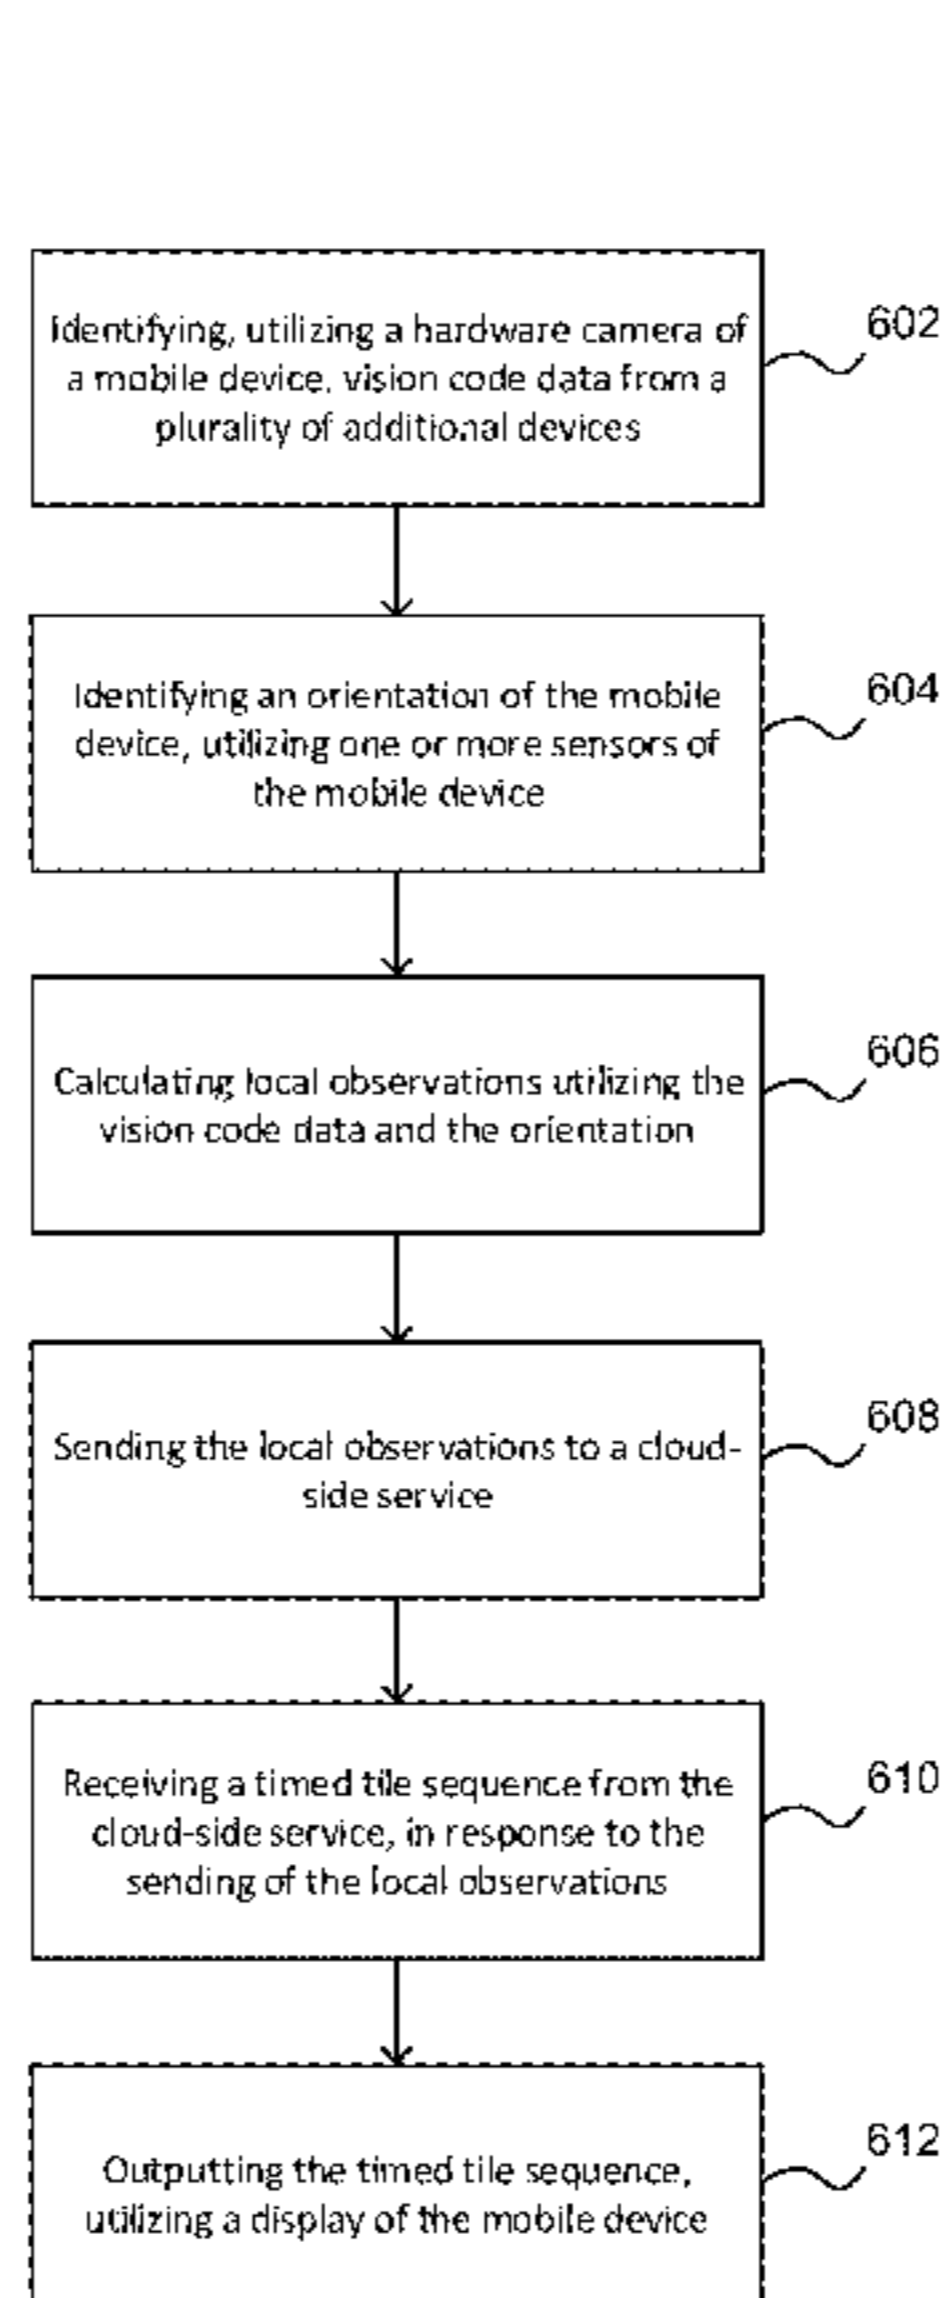 Identifying, utilizing a hardware camera of
a mobile device, vision code data from a
plurality of additional devices
602
Identifying an orientation of the mobile
device, utilizing one or more sensors of
the mobile device
604
Calculating local observations utilizing the
vision code data and the orientation
606
Sending the local observations to a cloud-
side service
608
Receiving a timed tile sequence from the
cloud-side service, in response to the
sending of the local observations
610
Outputting the timed tile sequence,
utilizing a display of the mobile device
612